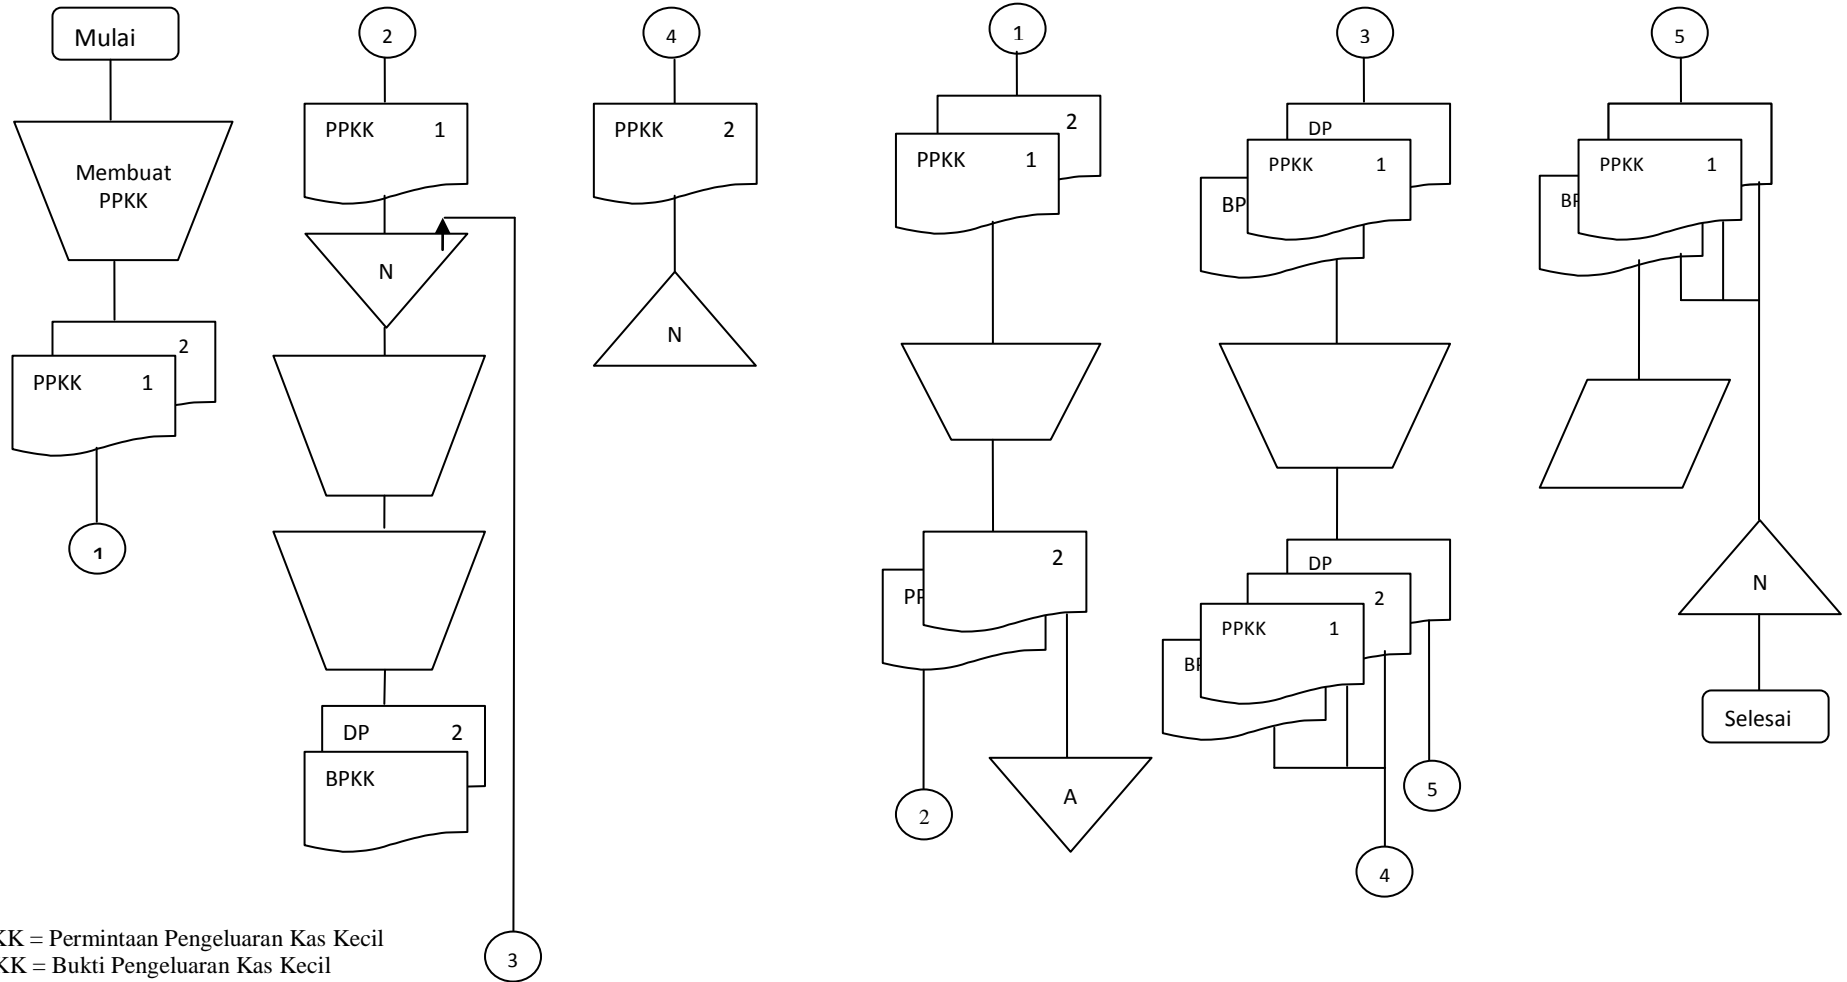 Mulai
Membuat
PPKK
2
PPKK 1
1
2
PPKK 1
N
DP 2
BPKK
3
4
PPKK 2
N
1
2
PPKK 1
2
2
A
3
DP
PPKK 1
DP
2
PPKK 1
5
4
5
PPKK 1
N
Selesai
KK = Permintaan Pengeluaran Kas Kecil
KK = Bukti Pengeluaran Kas Kecil